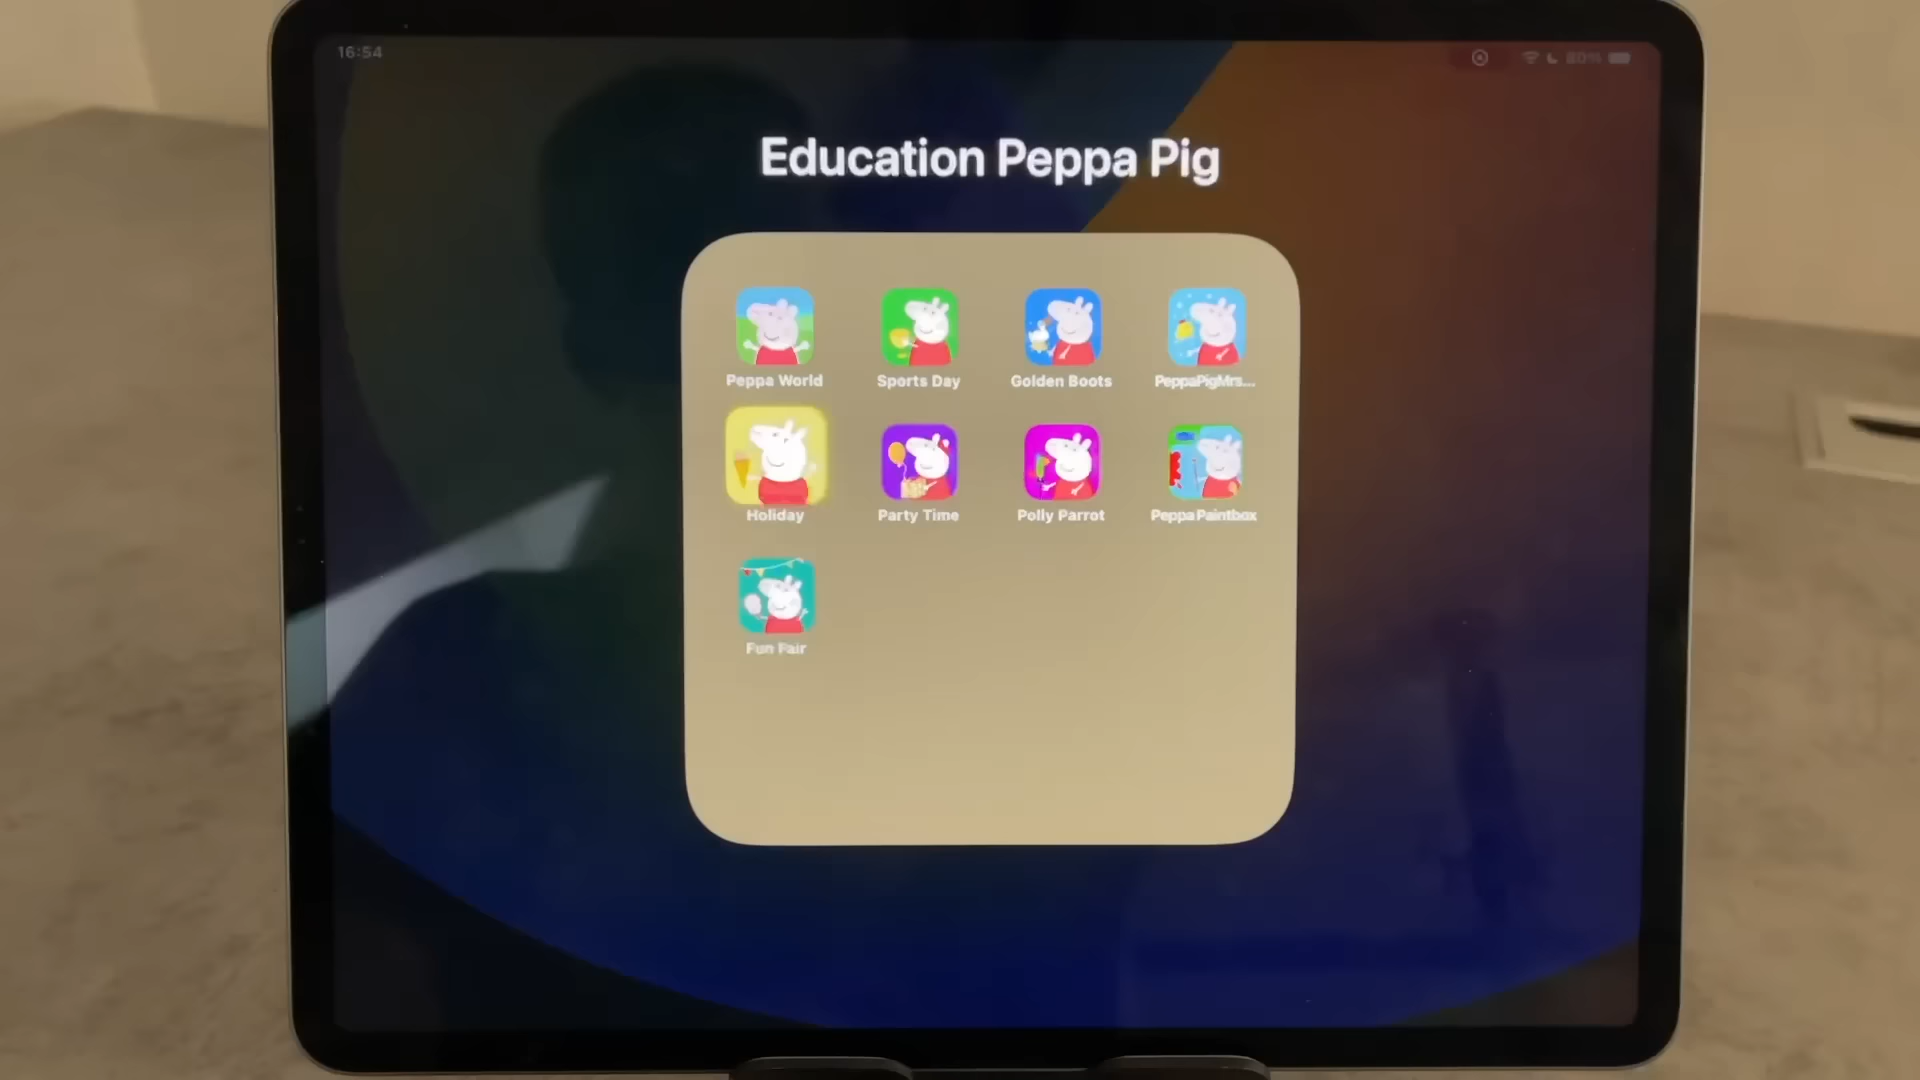 16:54
80%
Education Peppa Pig
Peppa World
Sports Day
Golden Boots
PeppaPigMrs...
Holiday
Party Time
Polly Parrot
Peppa Paintbox
Fun Fair